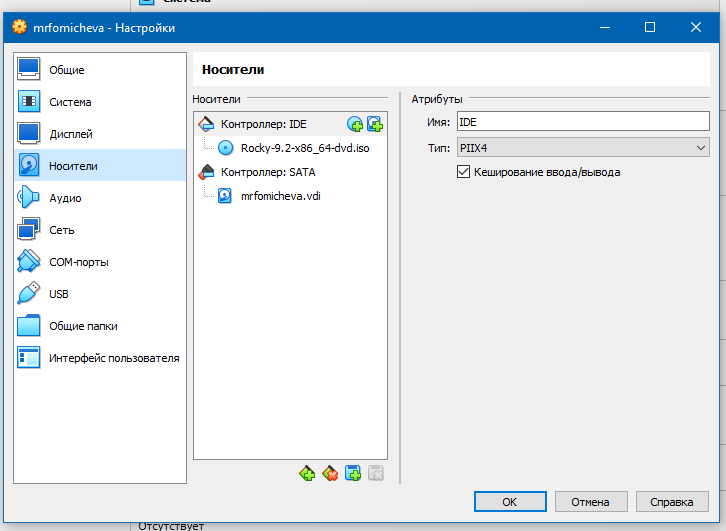 Система
mrfomicheva - Настройки
Общие
Система
Дисплей
Носители
Аудио
Сеть
COM-порты
USB
Общие папки
Интерфейс пользователя
Носители
Носители
Контроллер: IDE
Rocky-9.2-x86_64-dvd.iso
Контроллер: SATA
mrfomicheva.vdi
Атрибуты
Имя: IDE
Тип: PIIX4
Кеширование ввода/вывода
OK
Отмена
Справка
Отсутствует